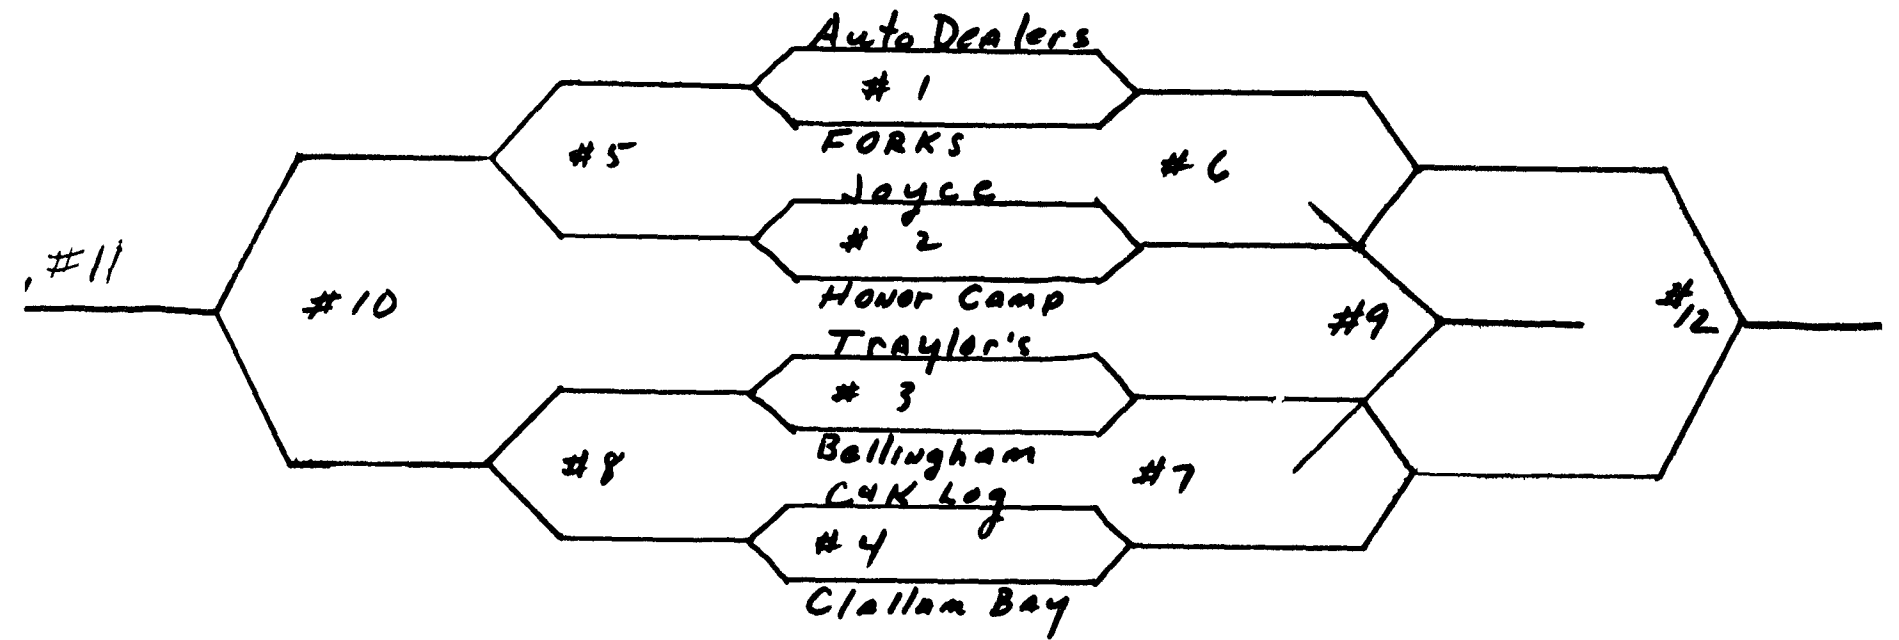 Auto Dealers
# 1
FORKS
# 5
# 6
Joyce
# 2
Honor Camp
#11
# 10
#9
# 12
Traylor's
# 3
Bellingham
# 8
# 7
C&K Log
# 4
Clallam Bay